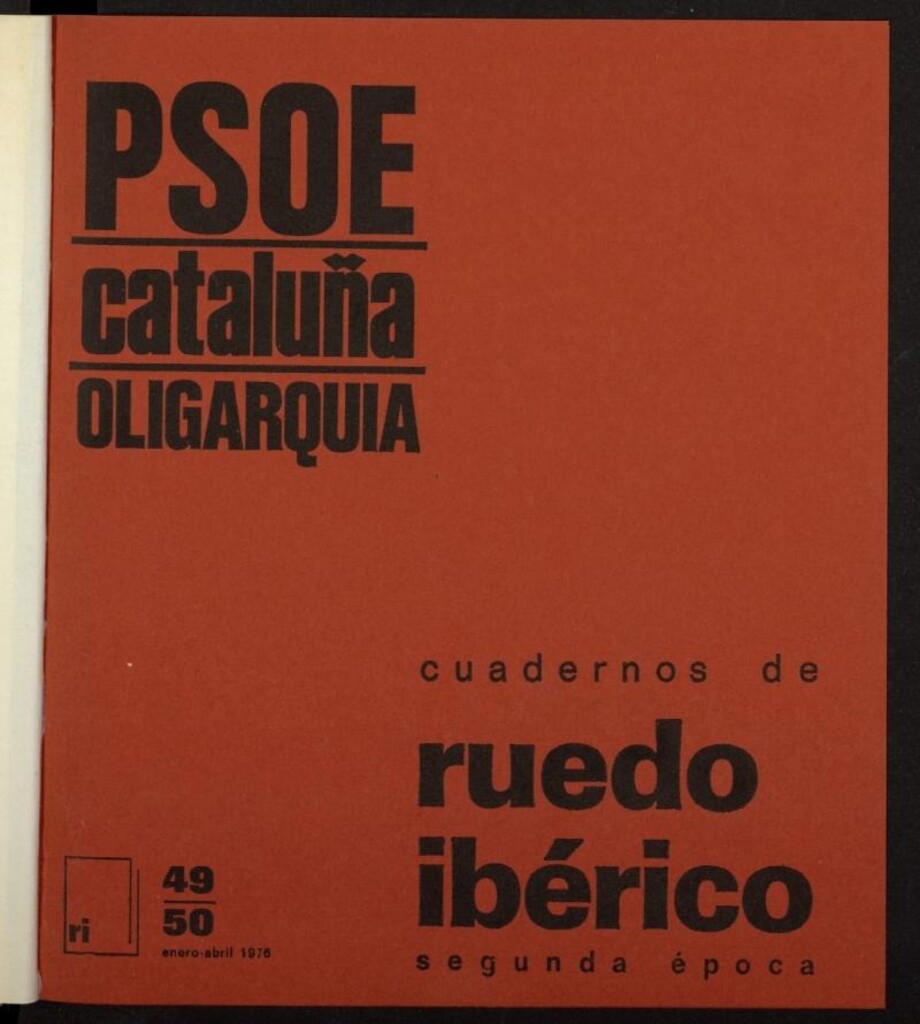 PSOE
cataluña
OLIGARQUIA
cuadernos de
ruedo
ibérico
segunda época
ri
49
50
enero-abril 1976